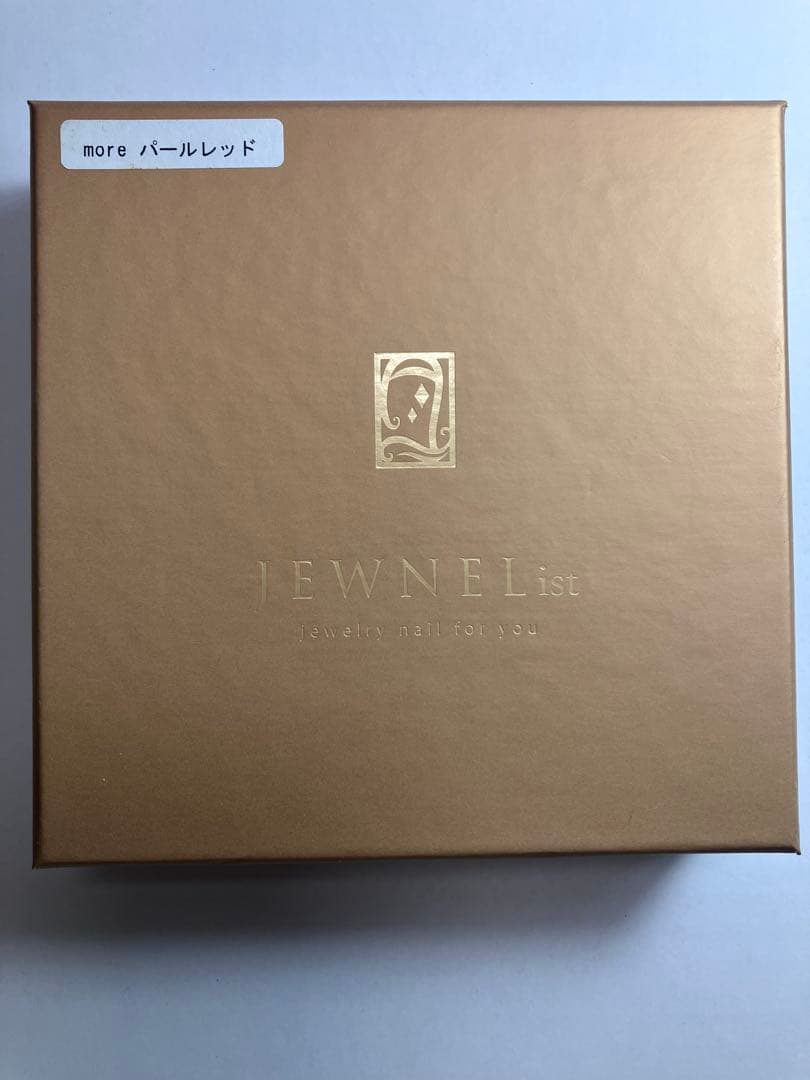 more パールレッド
JEWNEList
jewelry nail for you